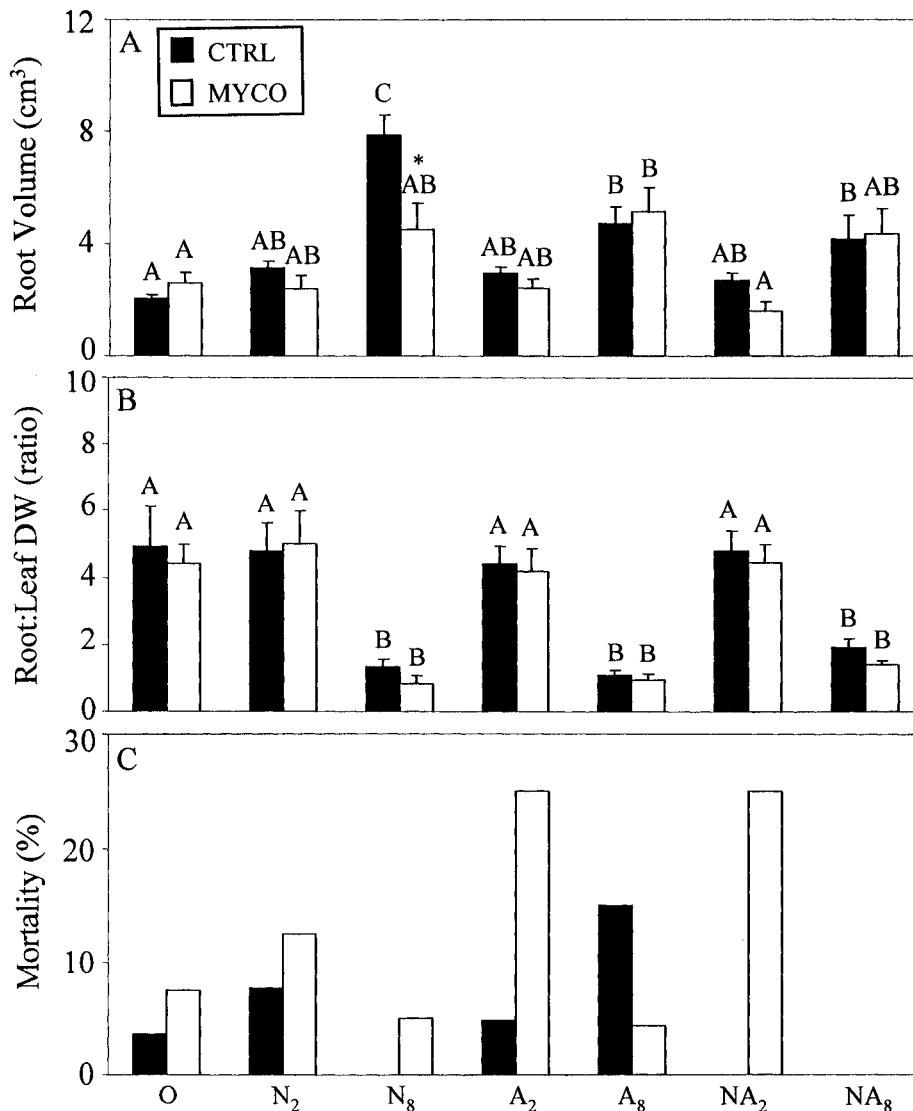 A
CTRL
MYCO
Root Volume (cm³)
12
8
4
0
A A AB AB C * AB AB AB B B AB A B AB
B
Root:Leaf DW (ratio)
10
8
6
4
2
0
A A A A B B A A B B A A B B
C
Mortality (%)
30
20
10
0
O N₂ N₈ A₂ A₈ NA₂ NA₈